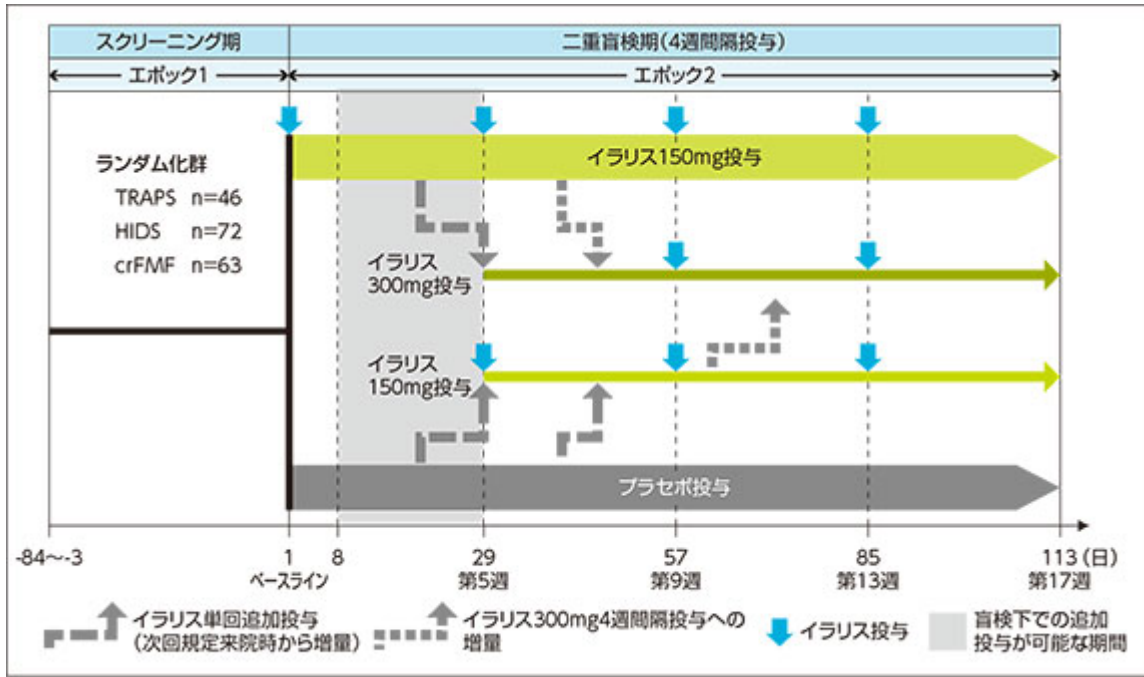 スクリーニング期
二重盲検期(4週間隔投与)
エポック1
エポック2
ランダム化群
TRAPS n=46
HIDS n=72
crFMF n=63
イラリス150mg投与
イラリス
300mg投与
イラリス
150mg投与
プラセボ投与
-84～-3
1
8
29
57
85
113(日)
ベースライン
第5週
第9週
第13週
第17週
イラリス単回追加投与
(次回規定来院時から増量)
イラリス300mg4週間隔投与への
増量
イラリス投与
盲検下での追加
投与が可能な期間